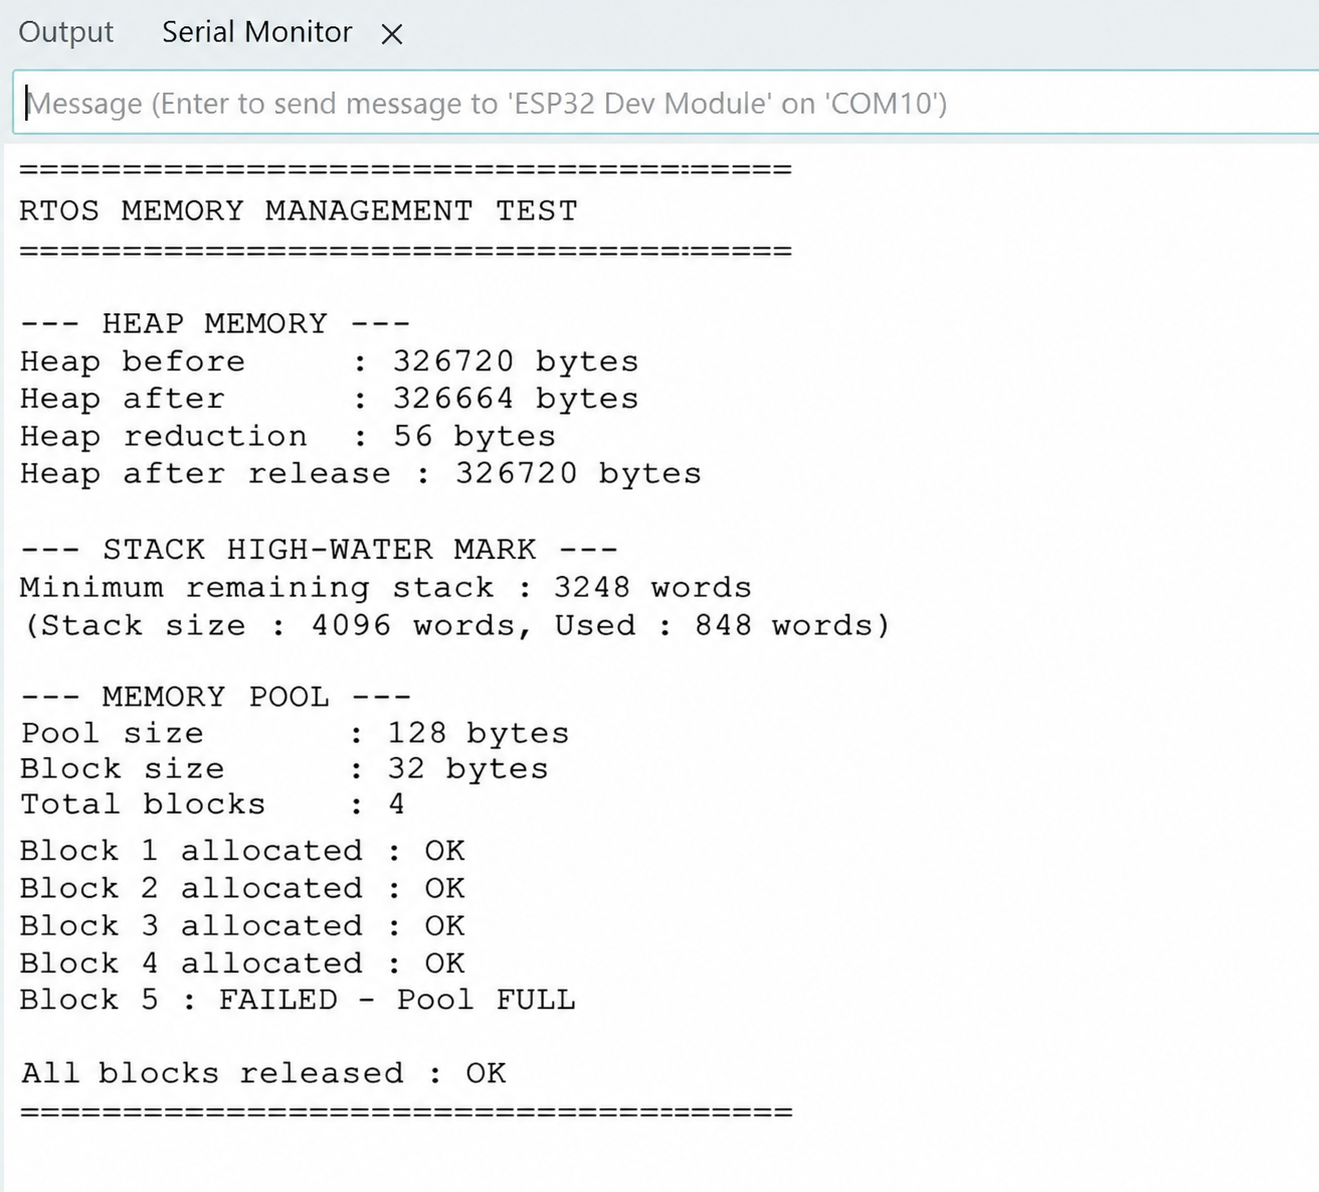 Output Serial Monitor
Message (Enter to send message to 'ESP32 Dev Module' on 'COM10')
======================================
RTOS MEMORY MANAGEMENT TEST
======================================
--- HEAP MEMORY ---
Heap before : 326720 bytes
Heap after : 326664 bytes
Heap reduction : 56 bytes
Heap after release : 326720 bytes
--- STACK HIGH-WATER MARK ---
Minimum remaining stack : 3248 words
(Stack size : 4096 words, Used : 848 words)
--- MEMORY POOL ---
Pool size : 128 bytes
Block size : 32 bytes
Total blocks : 4
Block 1 allocated : OK
Block 2 allocated : OK
Block 3 allocated : OK
Block 4 allocated : OK
Block 5 : FAILED - Pool FULL
All blocks released : OK
======================================